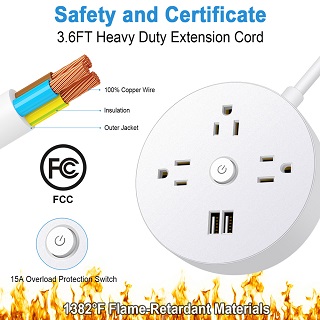 Safety and Certificate
3.6FT Heavy Duty Extension Cord
100% Copper Wire
Insulation
Outer Jacket
FC
FCC
15A Overload Protection Switch
1382°F Flame-Retardant Materials